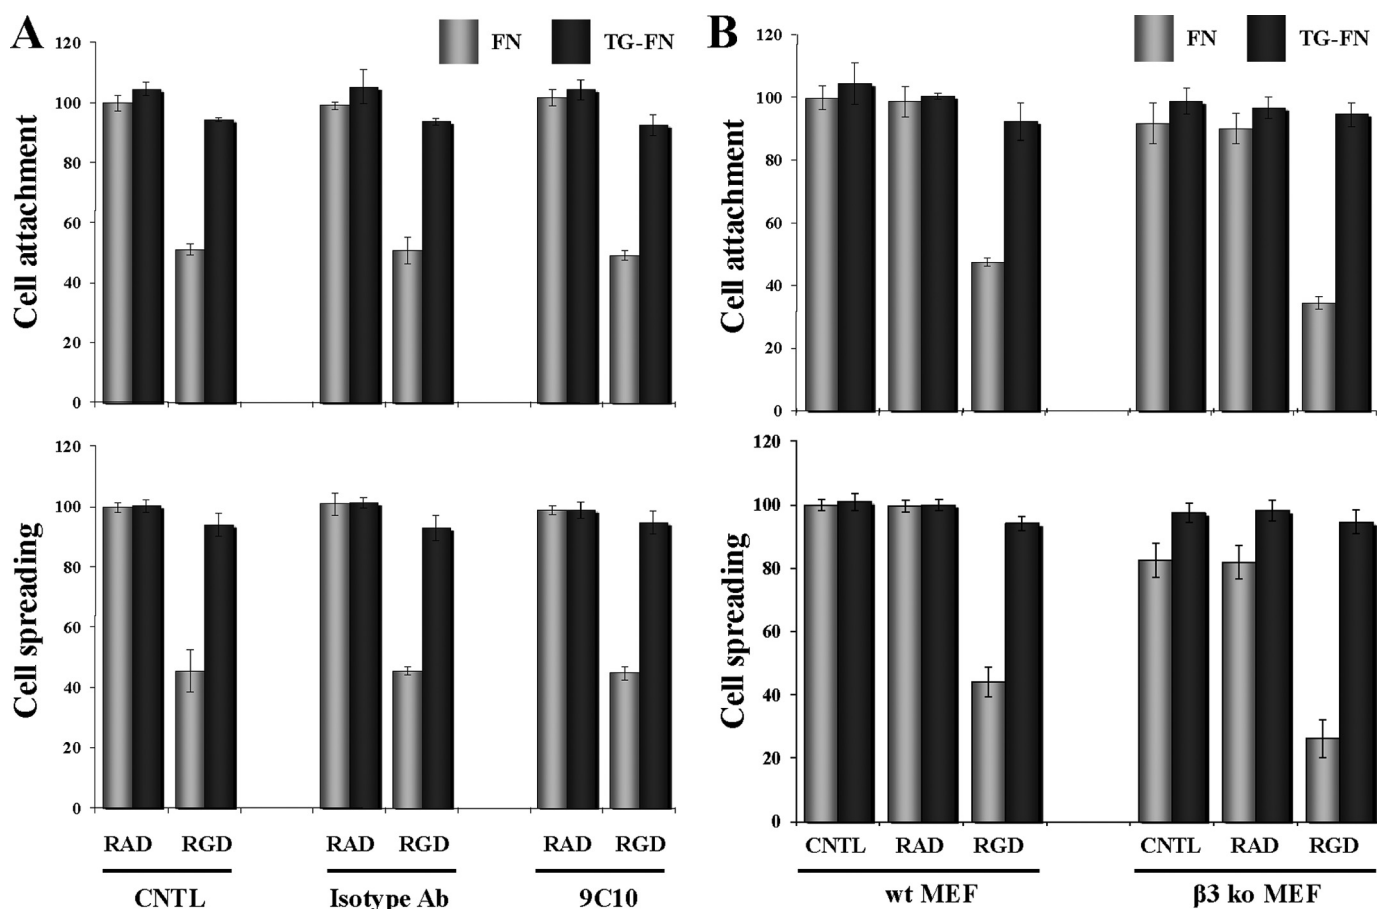 A
FN
TG-FN
Cell attachment
120
100
80
60
40
20
0
Cell spreading
120
100
80
60
40
20
0
RAD RGD RAD RGD RAD RGD
CNTL Isotype Ab 9C10
B
FN
TG-FN
Cell attachment
120
100
80
60
40
20
0
Cell spreading
120
100
80
60
40
20
0
CNTL RAD RGD CNTL RAD RGD
wt MEF β3 ko MEF